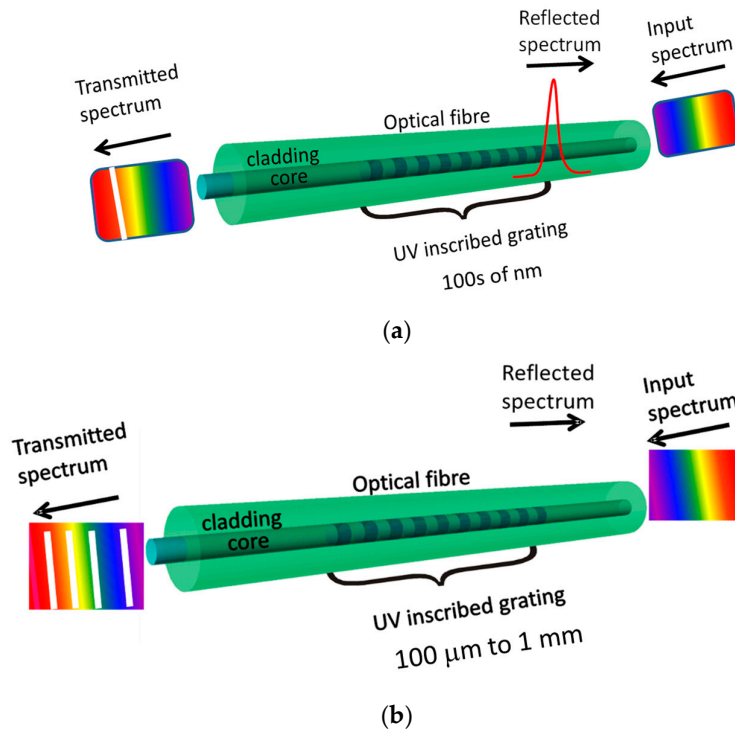 Reflected
spectrum
Input
spectrum
Transmitted
spectrum
Optical fibre
cladding
core
UV inscribed grating
100s of nm
(a)
Reflected
spectrum
Input
spectrum
Transmitted
spectrum
Optical fibre
cladding
core
UV inscribed grating
100 μm to 1 mm
(b)